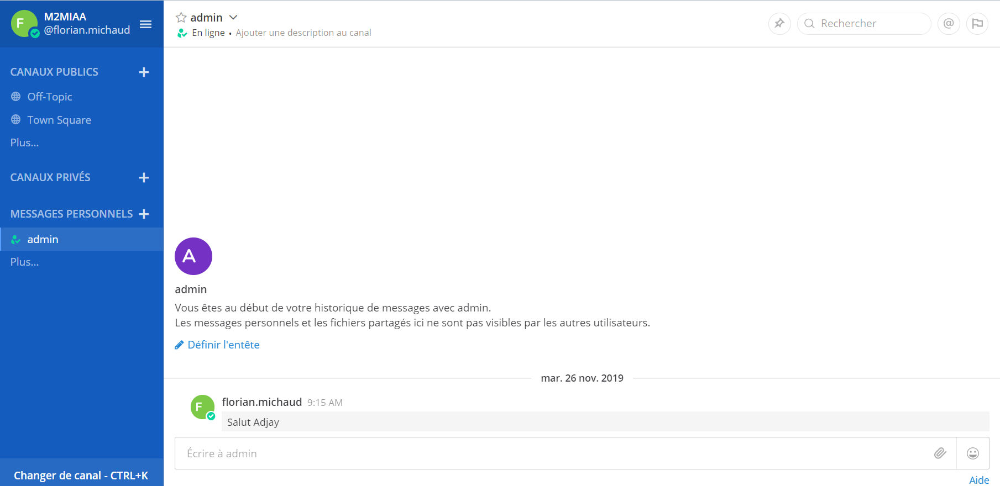 F
M2MIAA
@florian.michaud
CANAUX PUBLICS
Off-Topic
Town Square
Plus...
CANAUX PRIVÉS
MESSAGES PERSONNELS
admin
Plus...
Changer de canal - CTRL+K
admin
En ligne • Ajouter une description au canal
Rechercher
@
A
admin
Vous êtes au début de votre historique de messages avec admin.
Les messages personnels et les fichiers partagés ici ne sont pas visibles par les autres utilisateurs.
Définir l'entête
mar. 26 nov. 2019
F
florian.michaud 9:15 AM
Salut Adjay
Écrire à admin
Aide